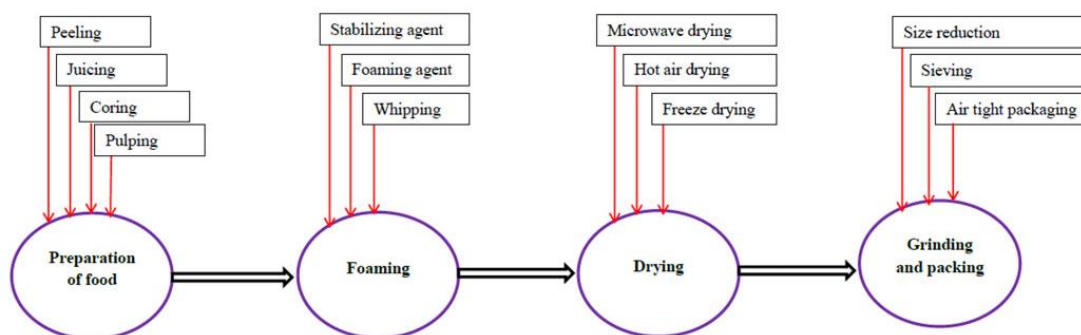 Peeling
Juicing
Coring
Pulping
Preparation
of food
Stabilizing agent
Foaming agent
Whipping
Foaming
Microwave drying
Hot air drying
Freeze drying
Drying
Size reduction
Sieving
Air tight packaging
Grinding
and packing